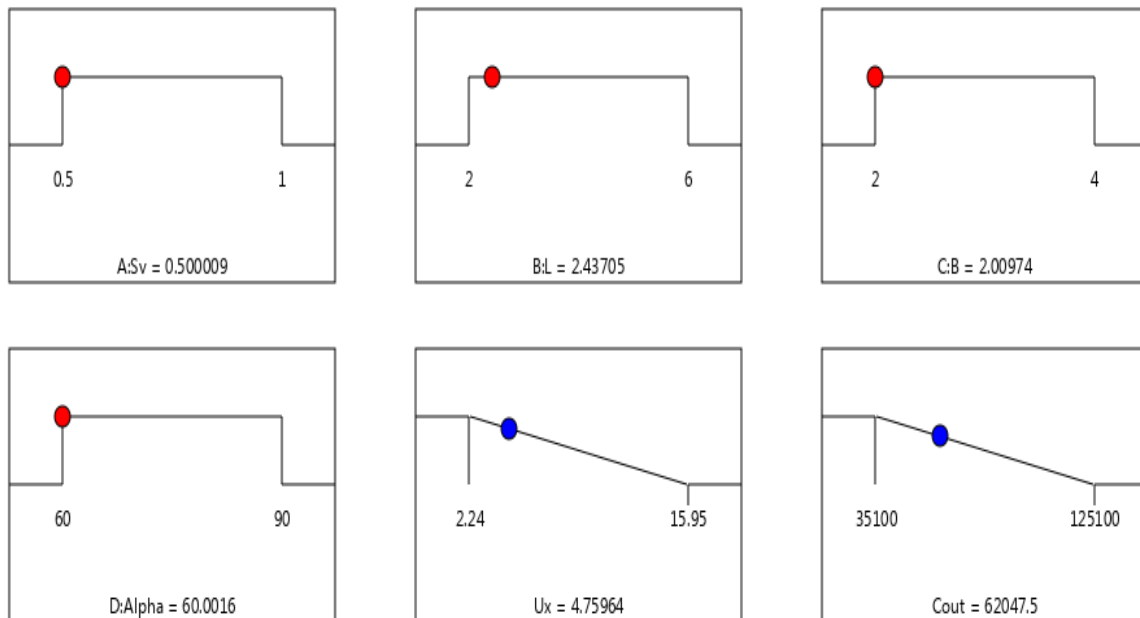 0.5 1
A:Sv = 0.500009
2 6
B:L = 2.43705
2 4
C:B = 2.00974
60 90
D:Alpha = 60.0016
2.24 15.95
Ux = 4.75964
35100 125100
Cout = 62047.5